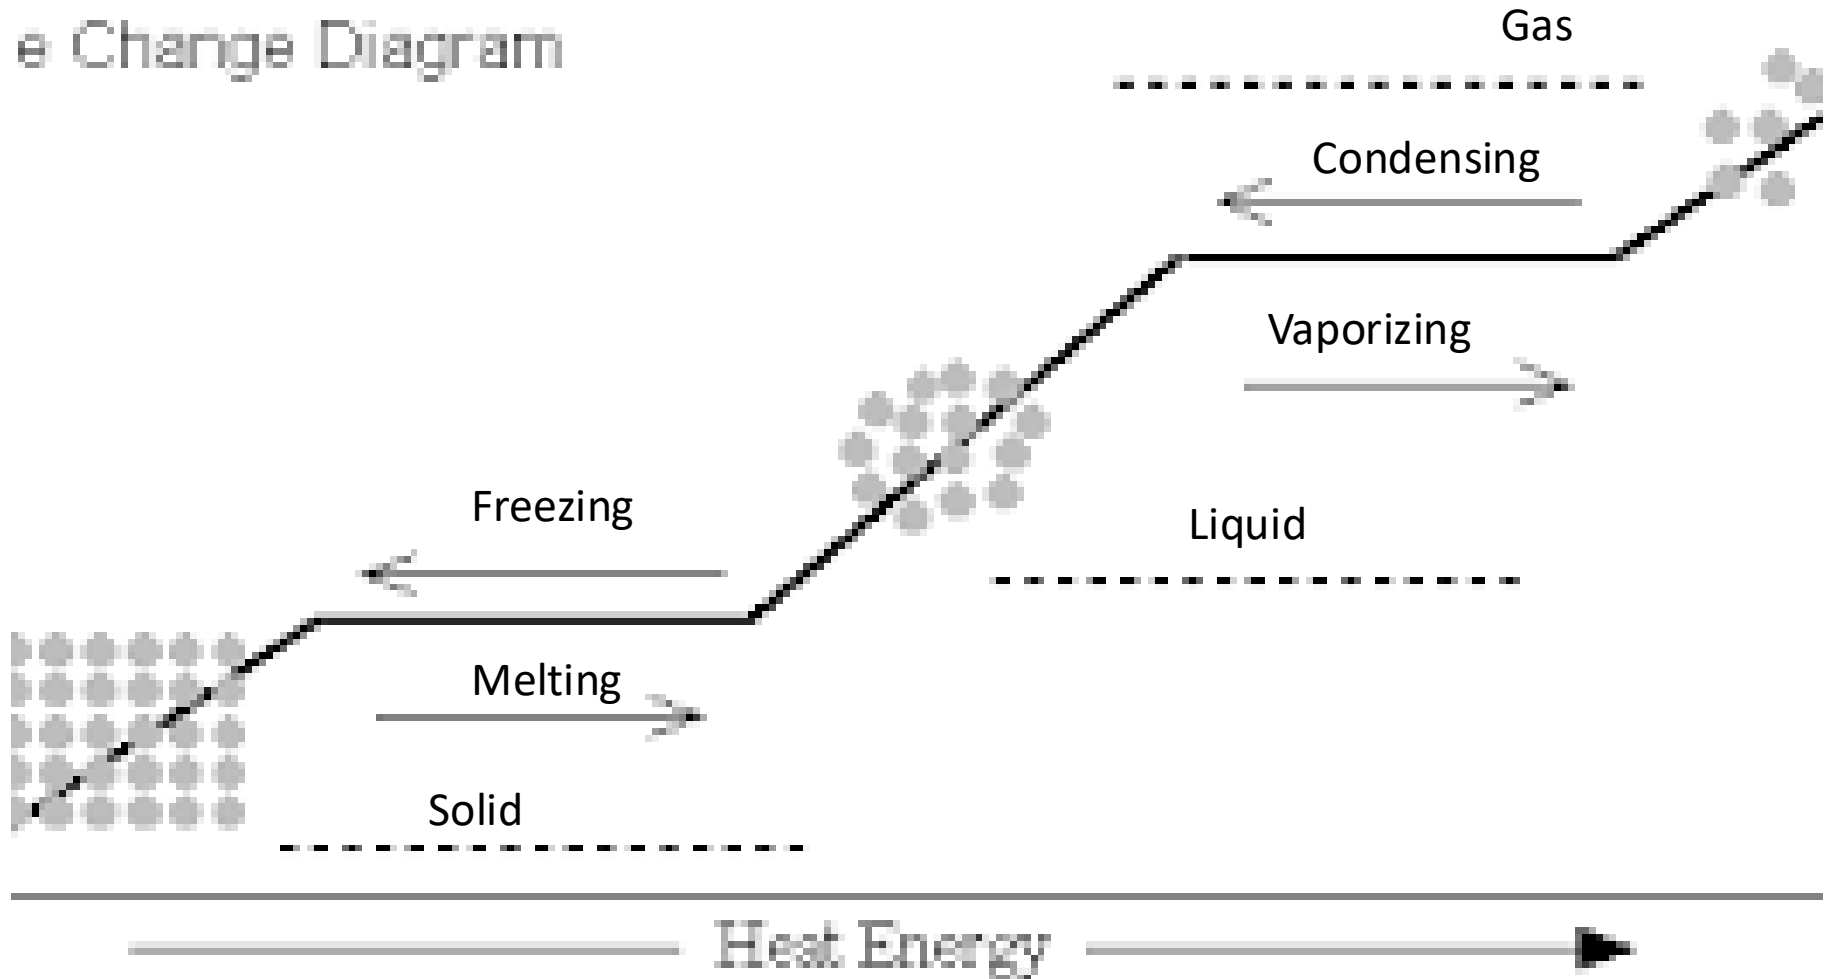 e Change Diagram
Gas
Condensing
Vaporizing
Freezing
Liquid
Melting
Solid
Heat Energy